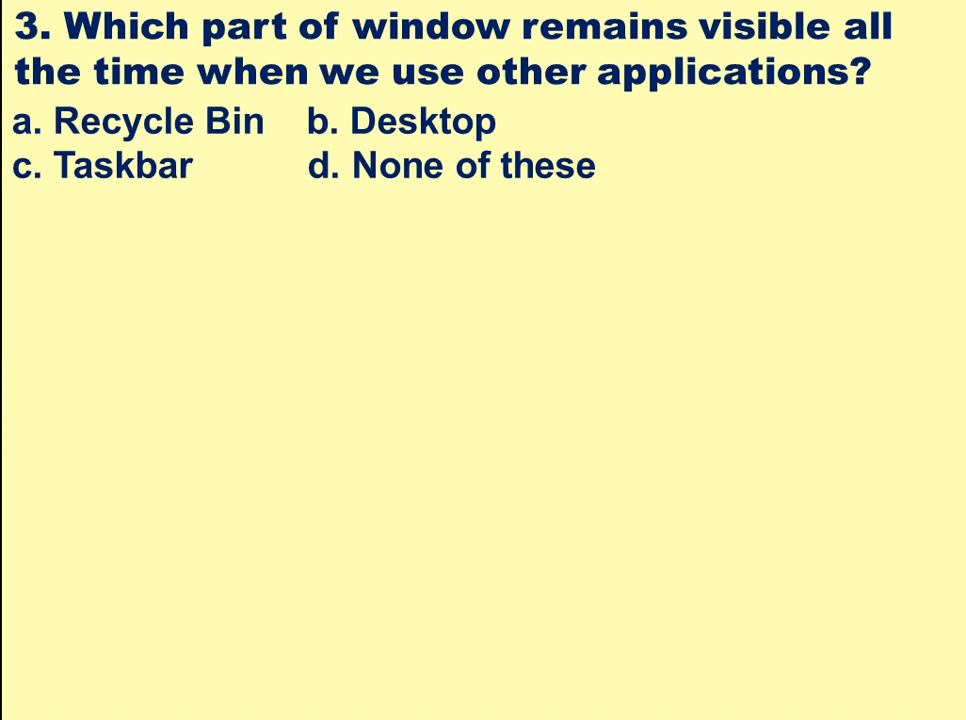 3. Which part of window remains visible all
the time when we use other applications?
a. Recycle Bin b. Desktop
c. Taskbar d. None of these